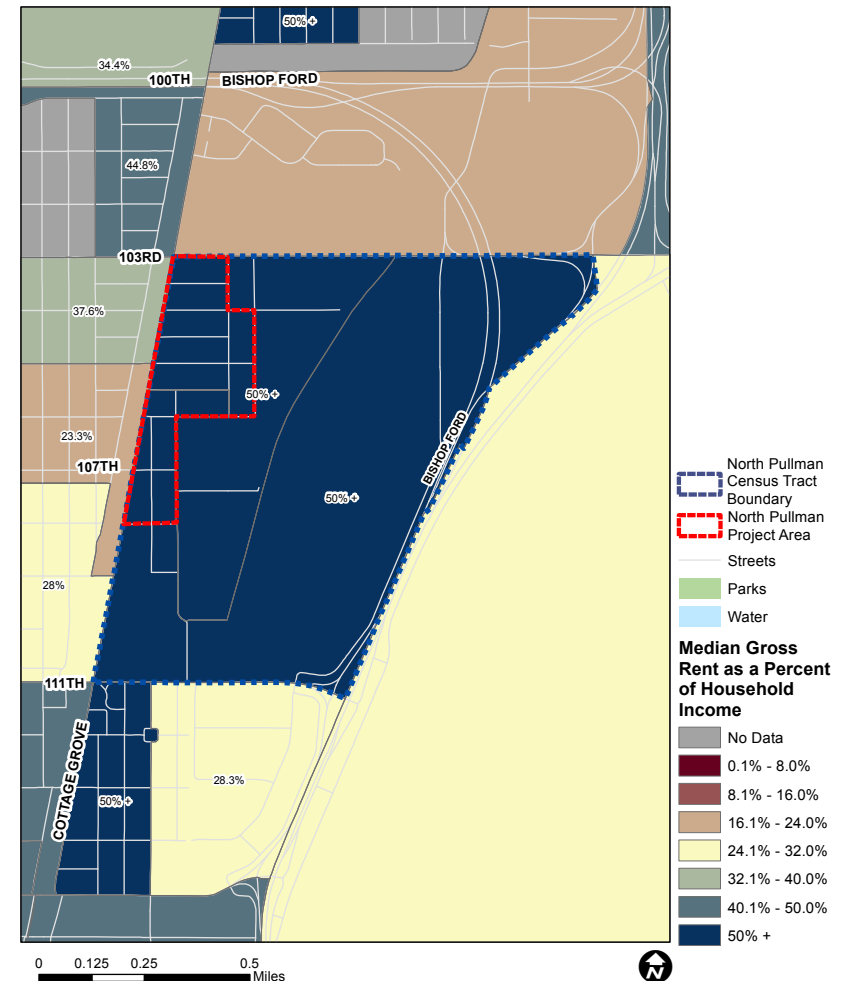 50% +
34.4%
100TH
BISHOP FORD
44.8%
103RD
37.6%
50% +
23.3%
107TH
BISHOP FORD
50% +
28%
111TH
COTTAGE GROVE
28.3%
50% +
North Pullman
Census Tract
Boundary
North Pullman
Project Area
Streets
Parks
Water
Median Gross
Rent as a Percent
of Household
Income
No Data
0.1% - 8.0%
8.1% - 16.0%
16.1% - 24.0%
24.1% - 32.0%
32.1% - 40.0%
40.1% - 50.0%
50% +
0 0.125 0.25 0.5
Miles
N